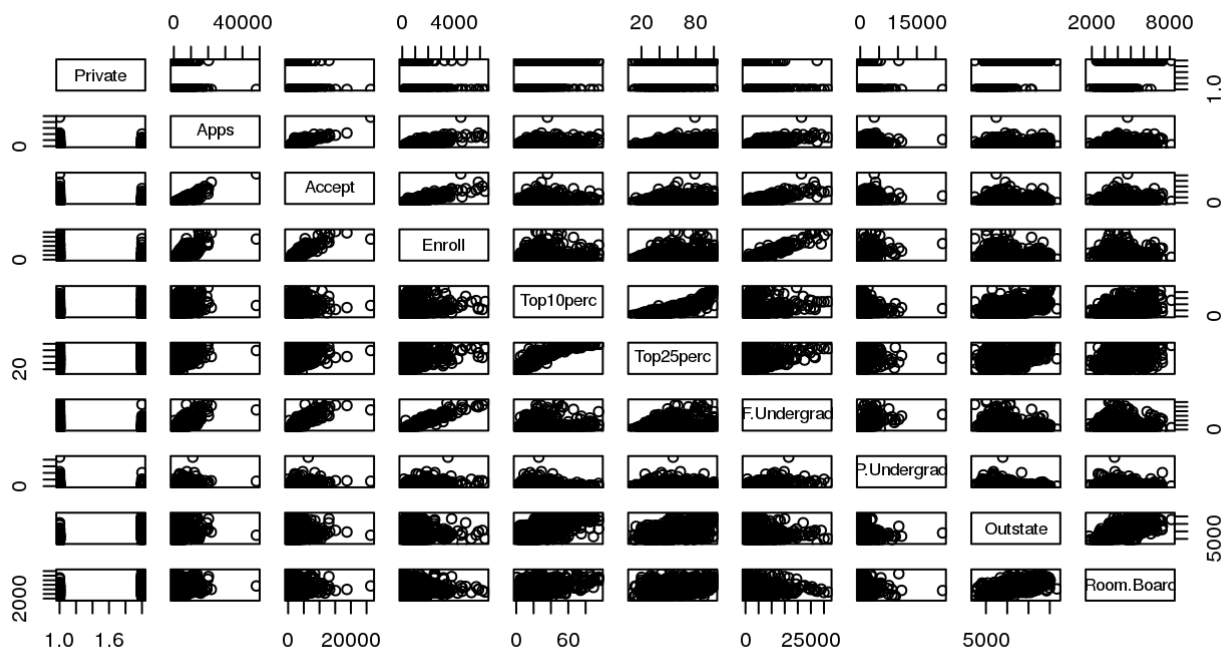 0 40000 0 4000 20 80 0 15000 2000 8000
Private
1.0
0
Apps
Accept
0
0
Enroll
Top10perc
0
20
Top25perc
F.Undergrad
0
0
P.Undergrad
Outstate
5000
2000
Room.Board
1.0 1.6 0 20000 0 60 0 25000 5000